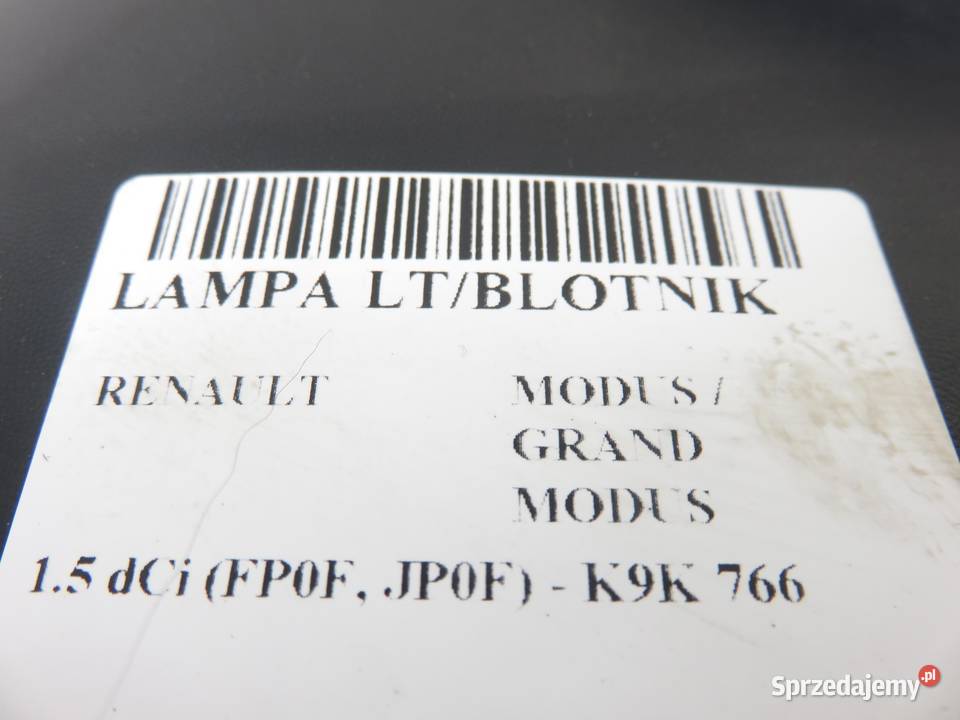 LAMPA LT/BLOTNIK
RENAULT MODUS /
GRAND
MODUS
1.5 dCi (FP0F, JP0F) - K9K 766
Sprzedajemy.pl